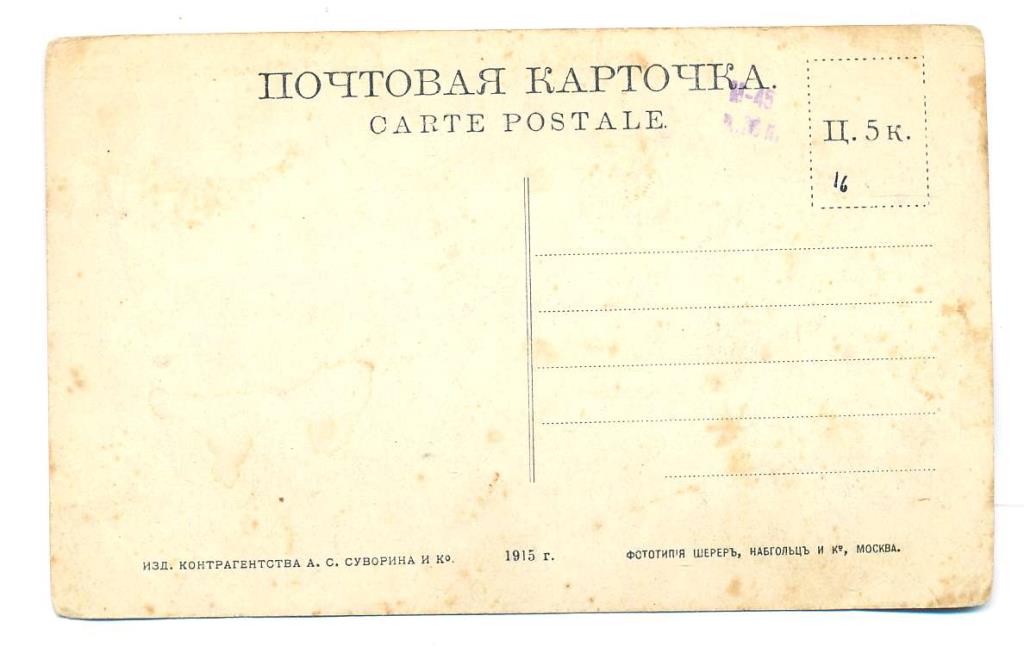 ПОЧТОВАЯ КАРТОЧКА.
CARTE POSTALE.
Ц. 5 к.
16
ИЗД. КОНТРАГЕНТСТВА А. С. СУВОРИНА И Кº.
1915 г.
ФОТОТИПІЯ ШЕРЕРЪ, НАБГОЛЬЦЪ И Кº, МОСКВА.